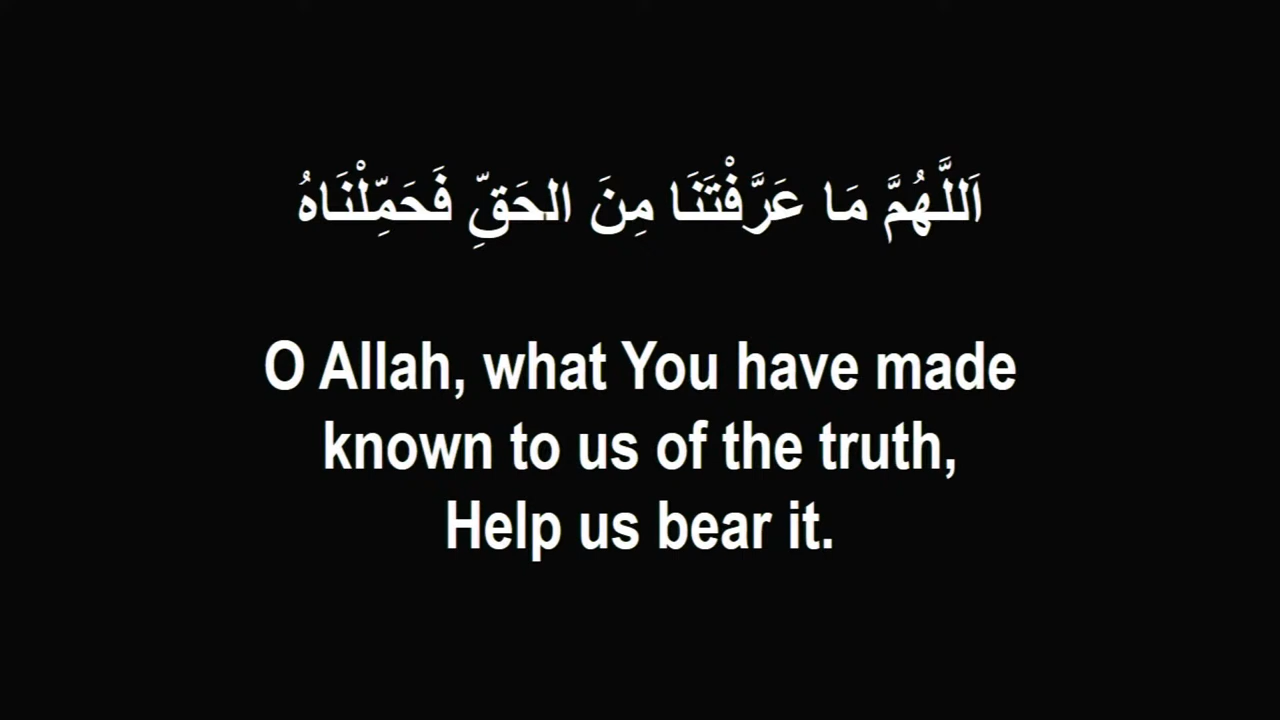 اَللَّهُمَّ مَا عَرَّفْتَنَا مِنَ الحَقِّ فَحَمِّلْنَاهُ
O Allah, what You have made
known to us of the truth,
Help us bear it.